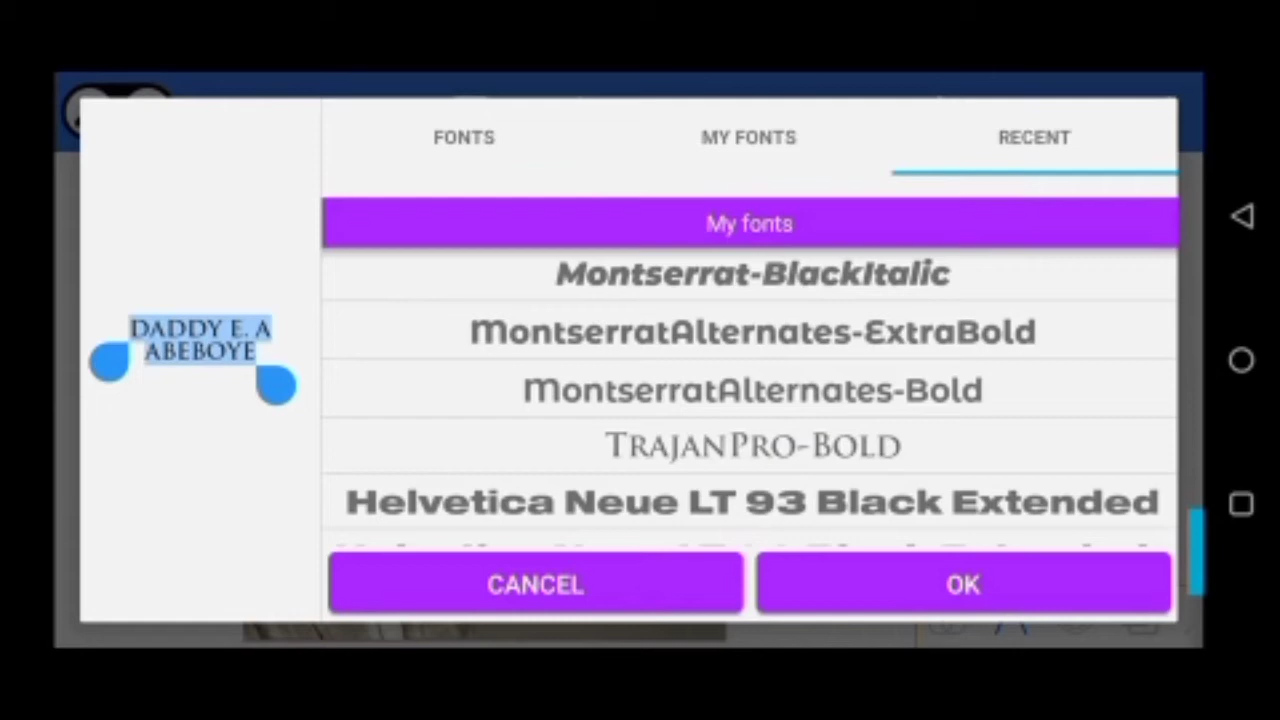 FONTS
MY FONTS
RECENT
My fonts
Montserrat-BlackItalic
MontserratAlternates-ExtraBold
MontserratAlternates-Bold
TRAJANPRO-BOLD
Helvetica Neue LT 93 Black Extended
DADDY E. A
ABEBOYE
CANCEL
OK